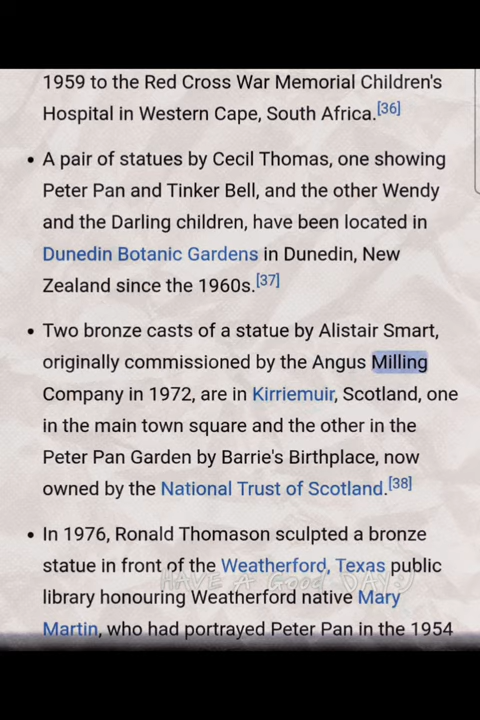 1959 to the Red Cross War Memorial Children's
Hospital in Western Cape, South Africa.[36]
• A pair of statues by Cecil Thomas, one showing
Peter Pan and Tinker Bell, and the other Wendy
and the Darling children, have been located in
Dunedin Botanic Gardens in Dunedin, New
Zealand since the 1960s.[37]
• Two bronze casts of a statue by Alistair Smart,
originally commissioned by the Angus Milling
Company in 1972, are in Kirriemuir, Scotland, one
in the main town square and the other in the
Peter Pan Garden by Barrie's Birthplace, now
owned by the National Trust of Scotland.[38]
• In 1976, Ronald Thomason sculpted a bronze
statue in front of the Weatherford, Texas public
HAVE A GooD DAY:)
library honouring Weatherford native Mary
Martin, who had portrayed Peter Pan in the 1954